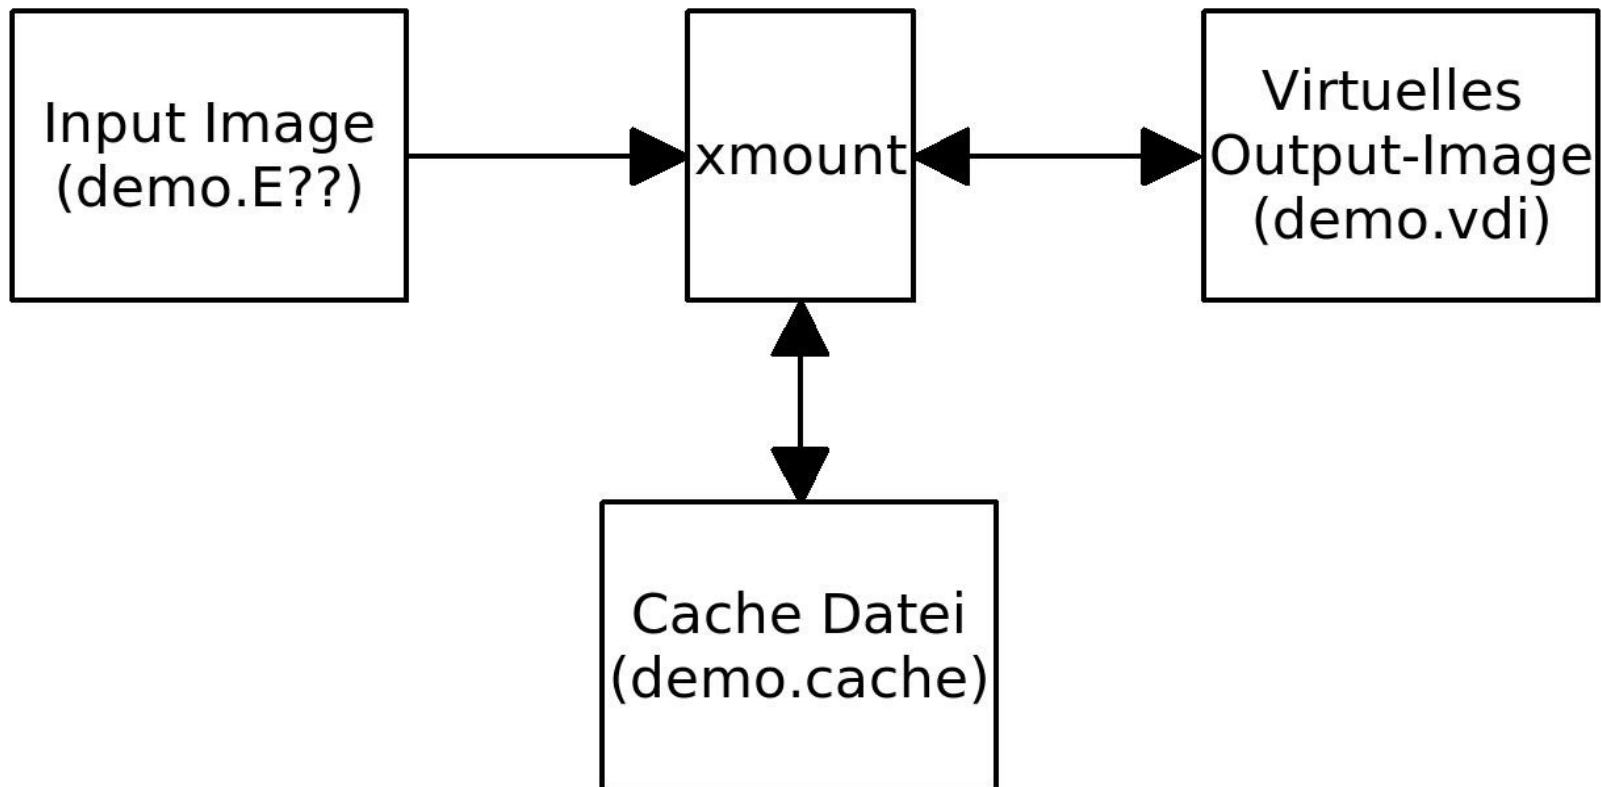 Input Image
(demo.E??)
xmount
Virtuelles
Output-Image
(demo.vdi)
Cache Datei
(demo.cache)